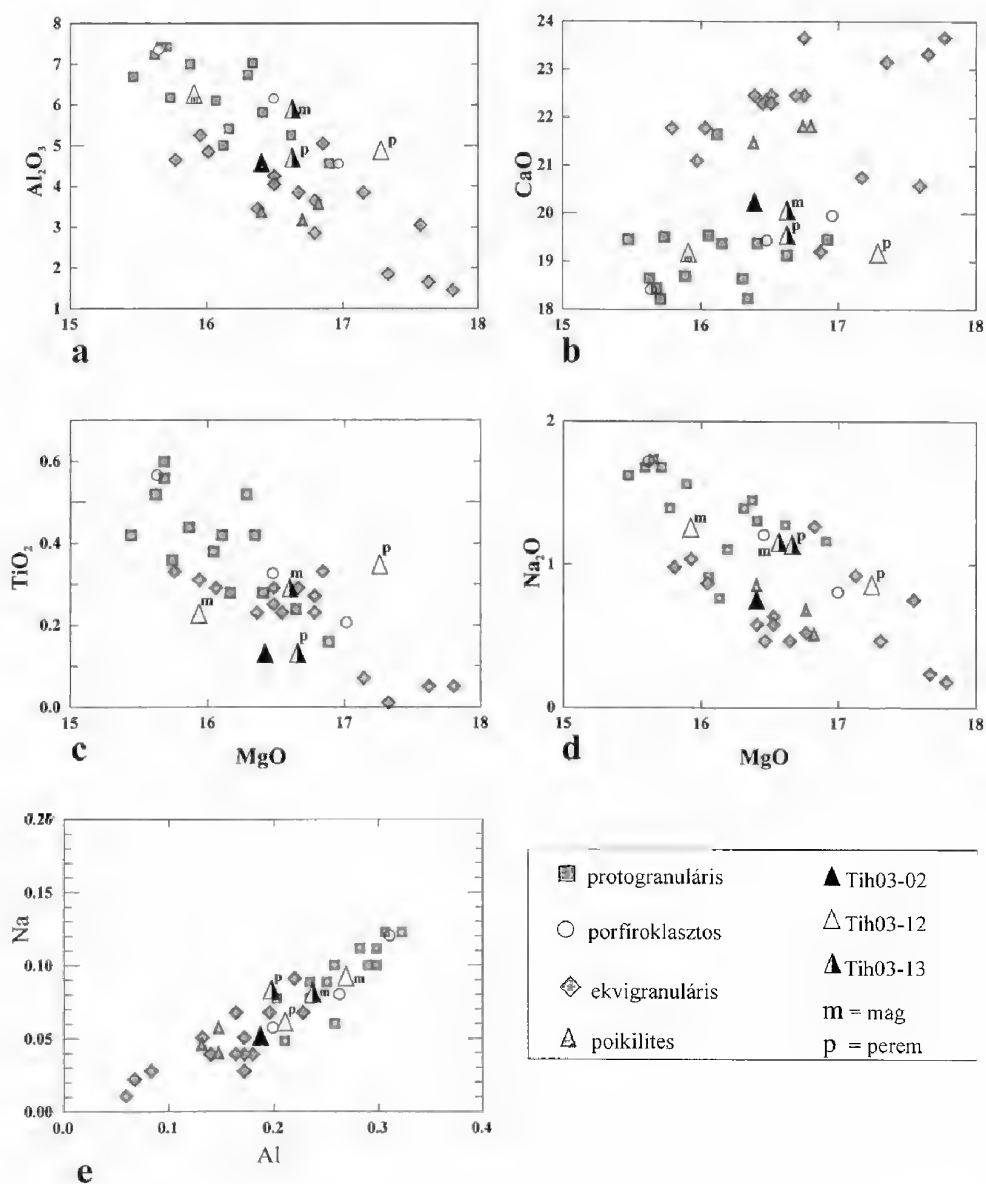 8
7
6
5
4
3
2
1
Al₂O₃
15
16
17
18
m
m
p
p
a
24
23
22
21
20
19
18
CaO
15
16
17
18
m
p
p
b
0.6
0.4
0.2
0
TiO₂
15
16
17
18
m
m
p
p
c
MgO
2
1
0
Na₂O
15
16
17
18
m
m
p
p
d
MgO
0.20
0.15
0.10
0.05
0.00
Na
0.0
0.1
0.2
0.3
0.4
p
m
m
p
e
Al
protogranuláris
porfíroklasztos
ekvigranuláris
poikilites
Tih03-02
Tih03-12
Tih03-13
m = mag
p = perem